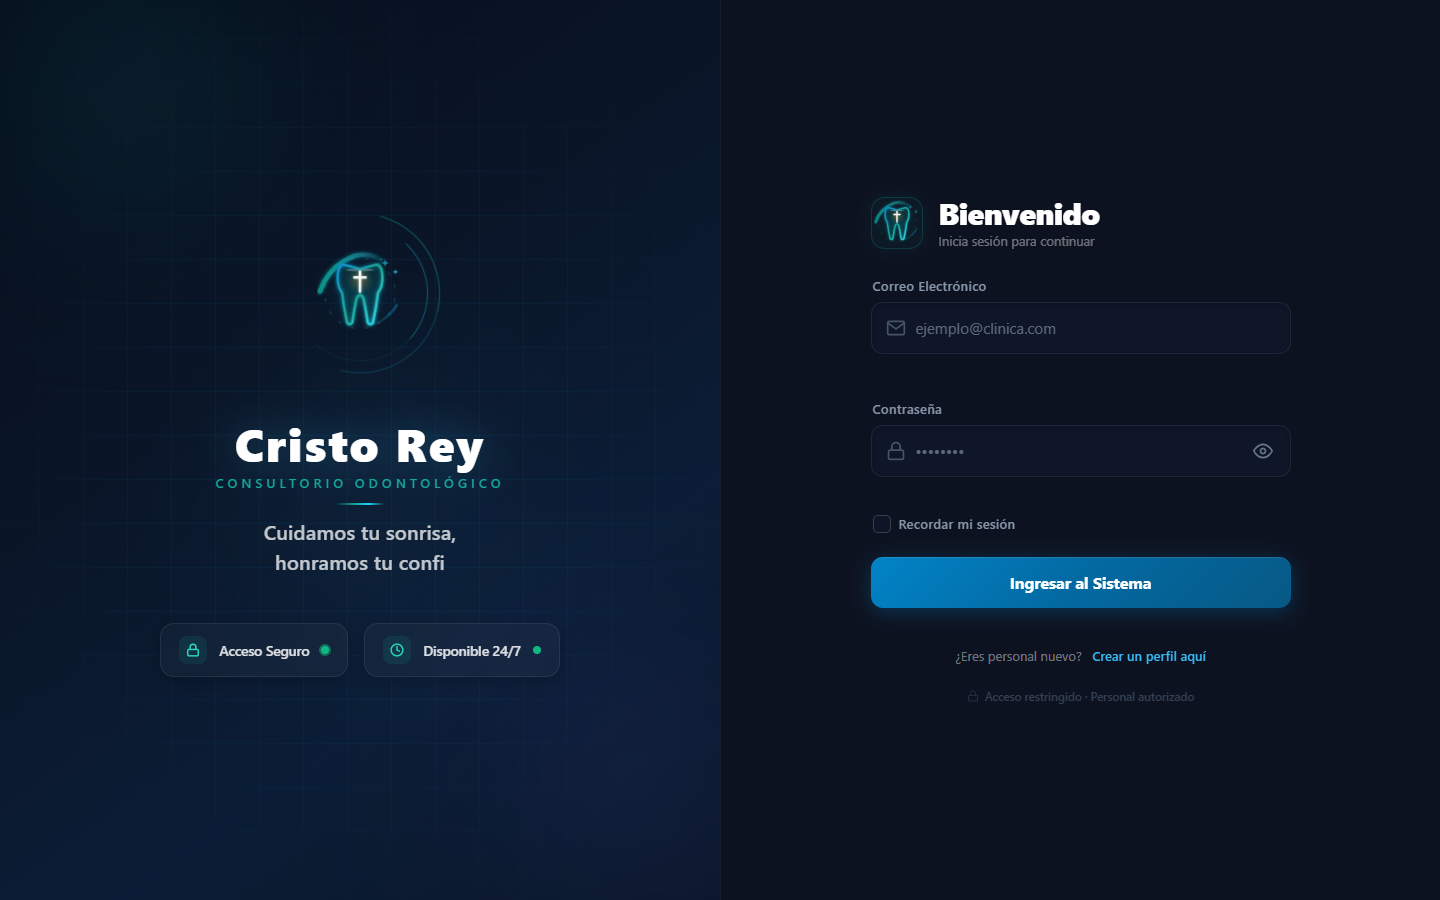 Cristo Rey
CONSULTORIO ODONTOLÓGICO
Cuidamos tu sonrisa,
honramos tu confi
Acceso Seguro
Disponible 24/7
Bienvenido
Inicia sesión para continuar
Correo Electrónico
ejemplo@clinica.com
Contraseña
••••••••
Recordar mi sesión
Ingresar al Sistema
¿Eres personal nuevo? Crear un perfil aquí
Acceso restringido · Personal autorizado